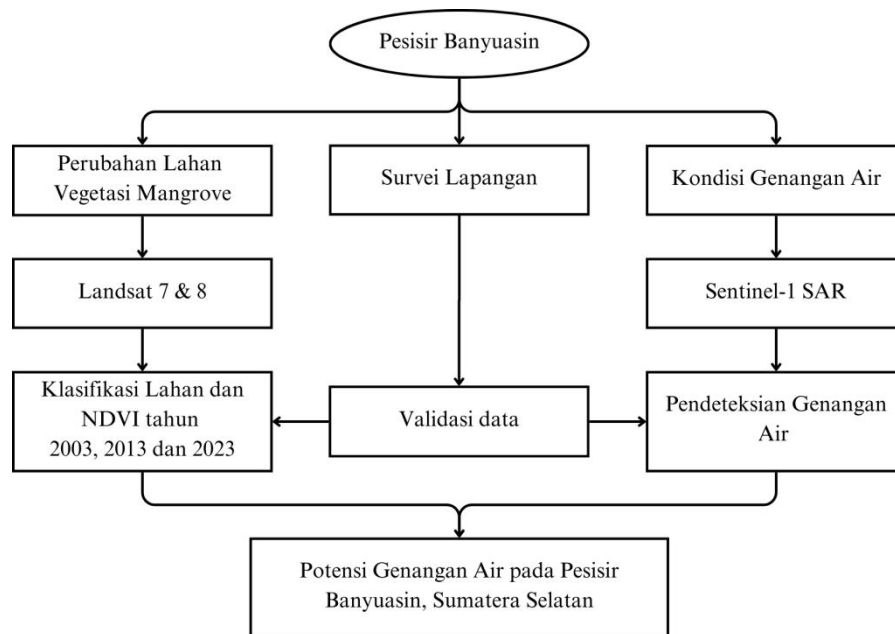 Pesisir Banyuasin
Perubahan Lahan
Vegetasi Mangrove
Survei Lapangan
Kondisi Genangan Air
Landsat 7 & 8
Sentinel-1 SAR
Klasifikasi Lahan dan
NDVI tahun
2003, 2013 dan 2023
Validasi data
Pendeteksian Genangan
Air
Potensi Genangan Air pada Pesisir
Banyuasin, Sumatera Selatan